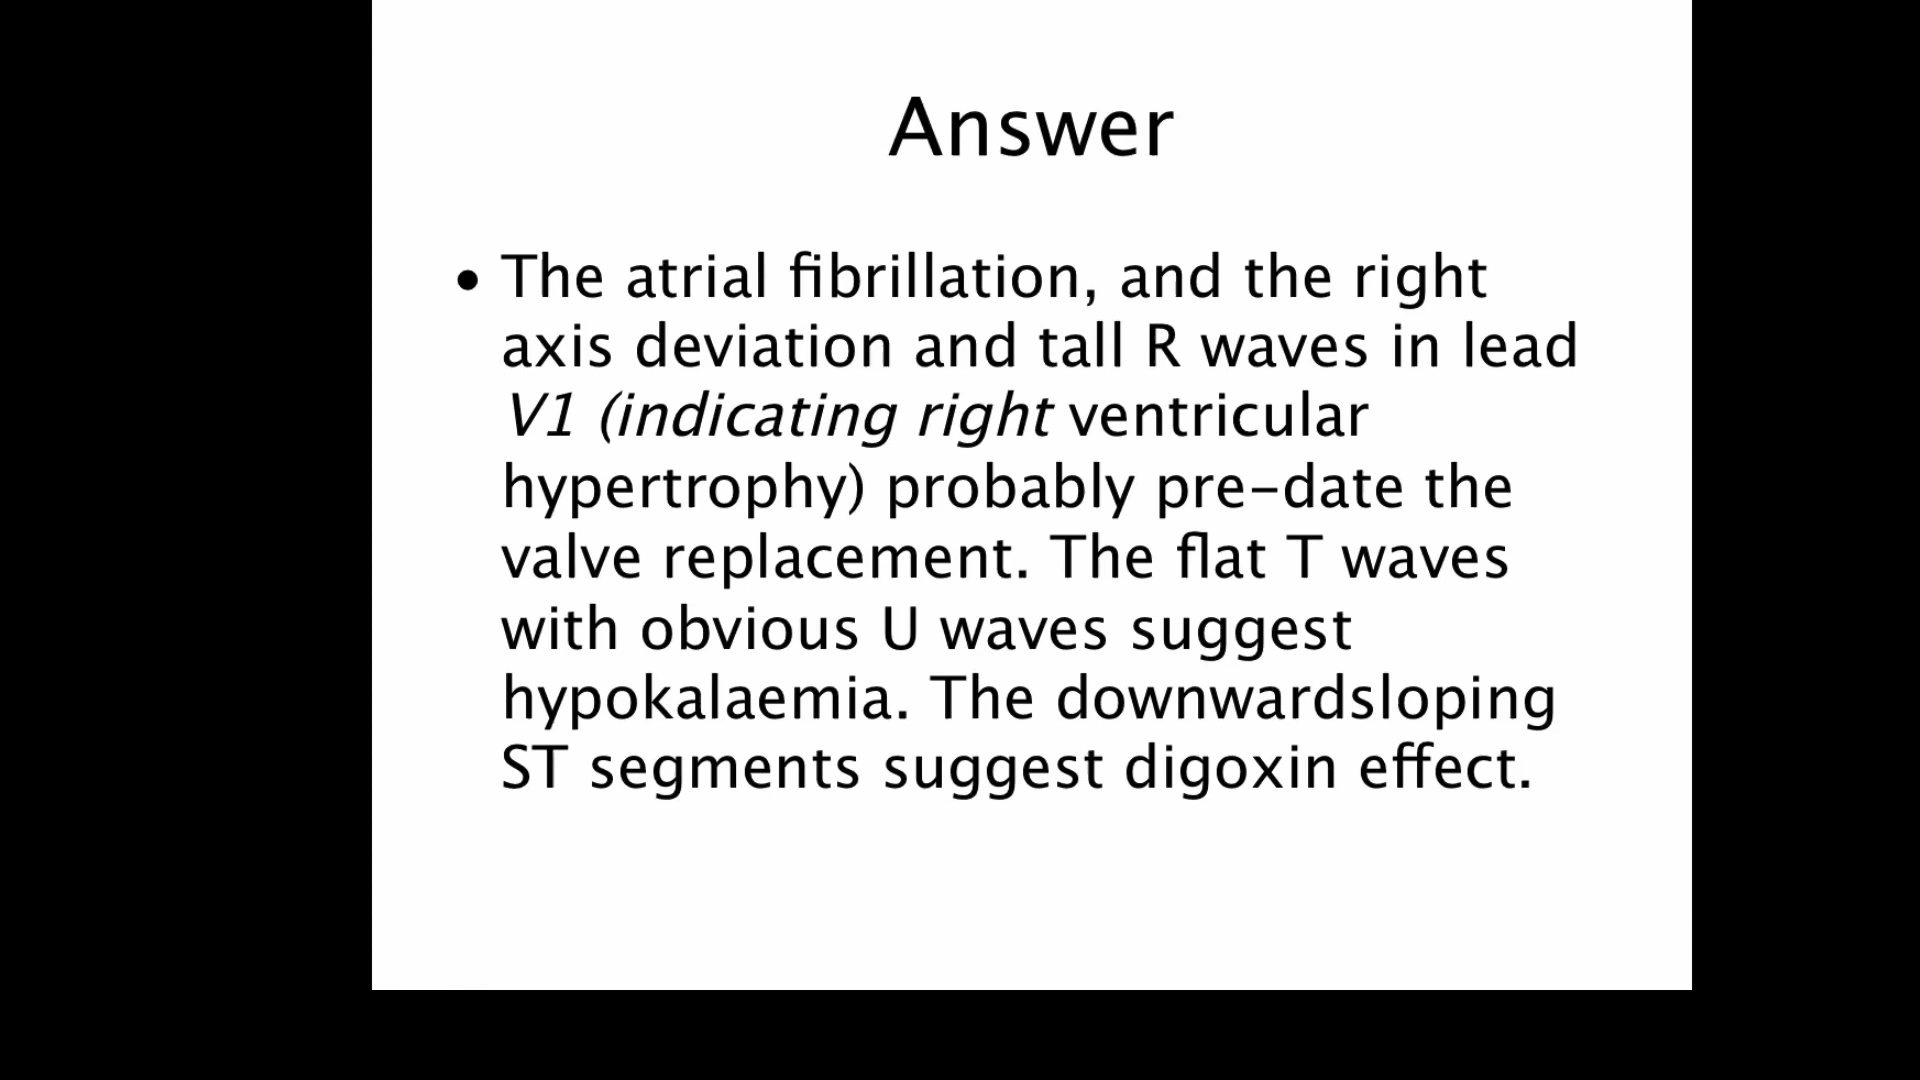 Answer
• The atrial fibrillation, and the right
axis deviation and tall R waves in lead
V1 (indicating right ventricular
hypertrophy) probably pre-date the
valve replacement. The flat T waves
with obvious U waves suggest
hypokalaemia. The downwardsloping
ST segments suggest digoxin effect.